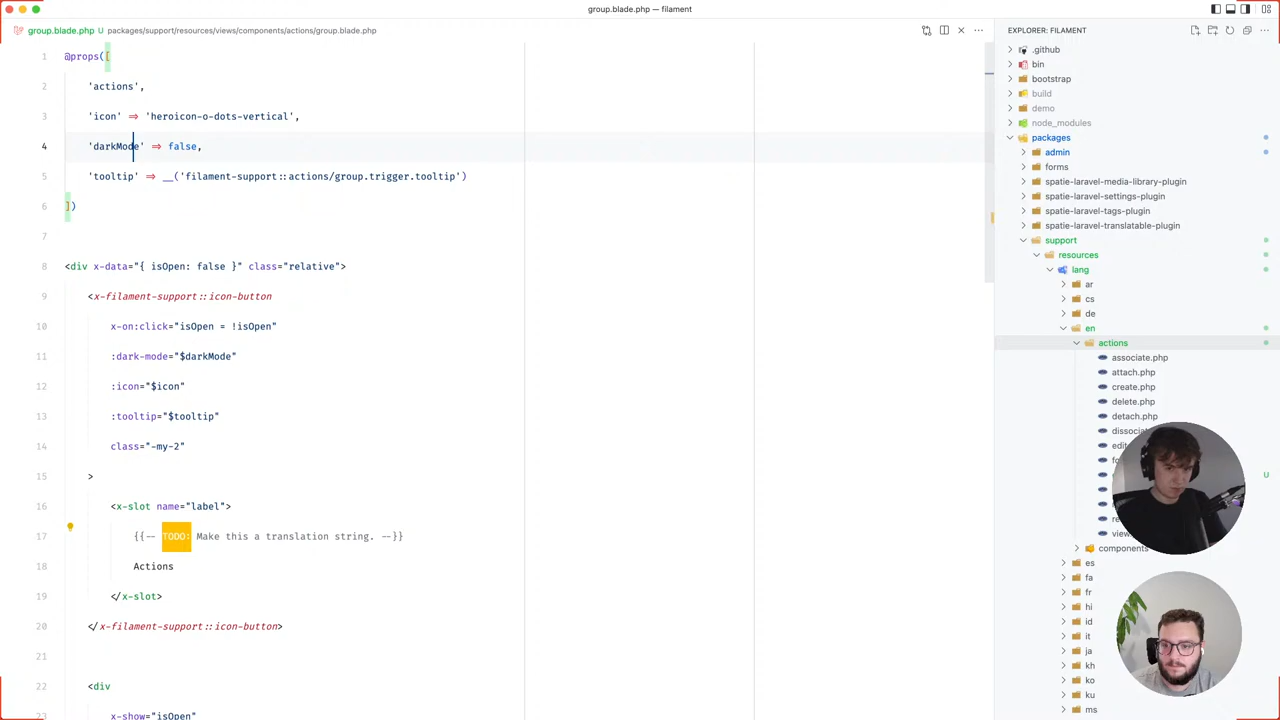 group.blade.php — filament
group.blade.php U packages/support/resources/views/components/actions/group.blade.php
1 @props([
2 'actions',
3 'icon' => 'heroicon-o-dots-vertical',
4 'darkMode' => false,
5 'tooltip' => __('filament-support::actions/group.trigger.tooltip')
6 ])
7
8 <div x-data="{ isOpen: false }" class="relative">
9 <x-filament-support::icon-button
10 x-on:click="isOpen = !isOpen"
11 :dark-mode="$darkMode"
12 :icon="$icon"
13 :tooltip="$tooltip"
14 class="-my-2"
15 >
16 <x-slot name="label">
17 {{-- TODO: Make this a translation string. --}}
18 Actions
19 </x-slot>
20 </x-filament-support::icon-button>
21
22 <div
23 x-show="isOpen"
EXPLORER: FILAMENT
.github
bin
bootstrap
build
demo
node_modules
packages
admin
forms
spatie-laravel-media-library-plugin
spatie-laravel-settings-plugin
spatie-laravel-tags-plugin
spatie-laravel-translatable-plugin
support
resources
lang
ar
cs
de
en
actions
associate.php
attach.php
create.php
delete.php
detach.php
U
components
es
fa
fr
hi
id
it
ja
kh
ko
ku
ms